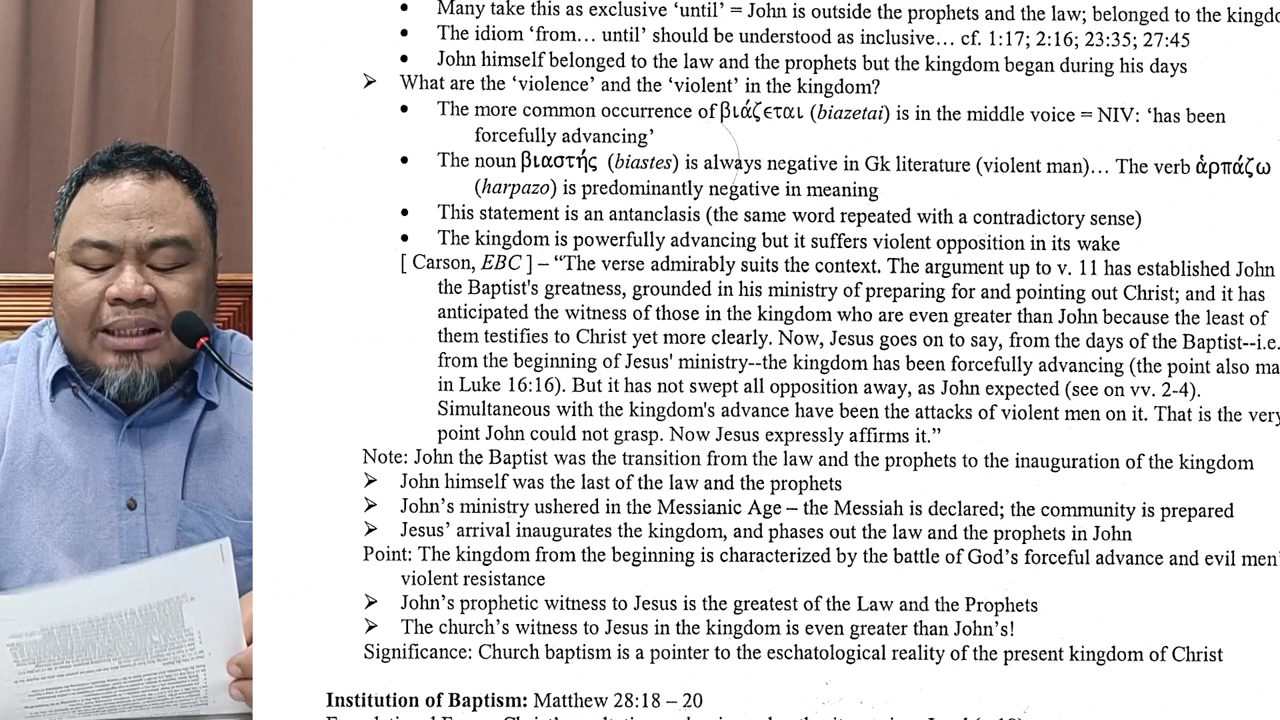 • Many take this as exclusive ‘until’ = John is outside the prophets and the law; belonged to the
• The idiom ‘from… until’ should be understood as inclusive… cf. 1:17; 2:16; 23:35; 27:45
• John himself belonged to the law and the prophets but the kingdom began during his days
➢ What are the ‘violence’ and the ‘violent’ in the kingdom?
• The more common occurrence of βιάζεται (biazetai) is in the middle voice = NIV: ‘has been
forcefully advancing’
• The noun βιαστής (biastes) is always negative in Gk literature (violent man)… The verb ἁρπάζω
(harpazo) is predominantly negative in meaning
• This statement is an antanclasis (the same word repeated with a contradictory sense)
• The kingdom is powerfully advancing but it suffers violent opposition in its wake
[ Carson, EBC ] – “The verse admirably suits the context. The argument up to v. 11 has established John
the Baptist's greatness, grounded in his ministry of preparing for and pointing out Christ; and it has
anticipated the witness of those in the kingdom who are even greater than John because the least of
them testifies to Christ yet more clearly. Now, Jesus goes on to say, from the days of the Baptist--i.e.
from the beginning of Jesus' ministry--the kingdom has been forcefully advancing (the point also
in Luke 16:16). But it has not swept all opposition away, as John expected (see on vv. 2-4).
Simultaneous with the kingdom's advance have been the attacks of violent men on it. That is the very
point John could not grasp. Now Jesus expressly affirms it.”
Note: John the Baptist was the transition from the law and the prophets to the inauguration of the kingdom
➢ John himself was the last of the law and the prophets
➢ John’s ministry ushered in the Messianic Age – the Messiah is declared; the community is prepared
➢ Jesus’ arrival inaugurates the kingdom, and phases out the law and the prophets in John
Point: The kingdom from the beginning is characterized by the battle of God’s forceful advance and evil men’
violent resistance
➢ John’s prophetic witness to Jesus is the greatest of the Law and the Prophets
➢ The church’s witness to Jesus in the kingdom is even greater than John’s!
Significance: Church baptism is a pointer to the eschatological reality of the present kingdom of Christ
Institution of Baptism: Matthew 28:18 – 20